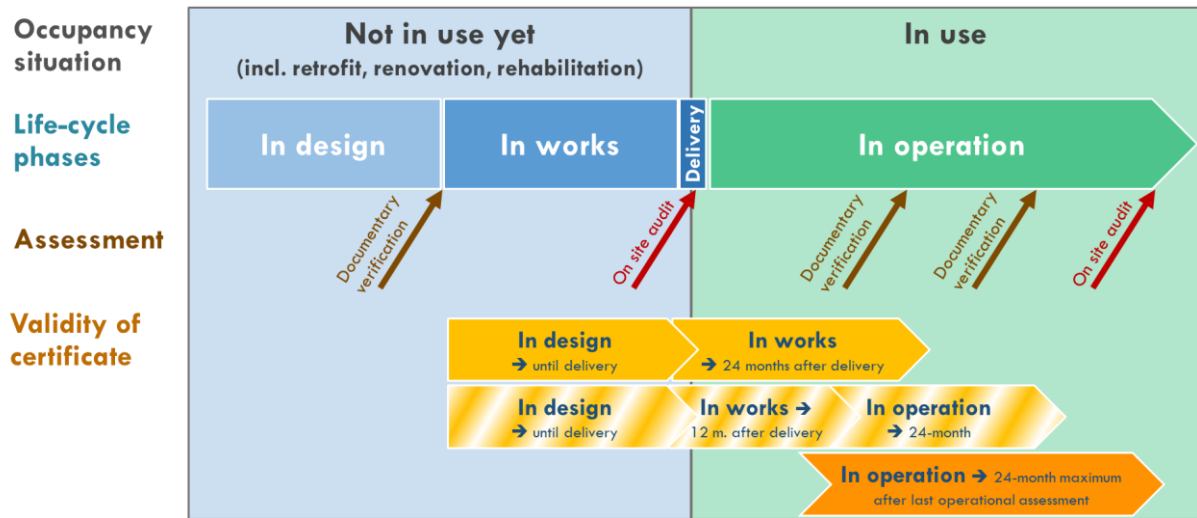 Occupancy
situation
Not in use yet
(incl. retrofit, renovation, rehabilitation)
In use
Life-cycle
phases
In design
In works
Delivery
In operation
Assessment
Documentary
verification
On site audit
Documentary
verification
Documentary
verification
On site audit
Validity of
certificate
In design
➔ until delivery
In works
➔ 24 months after delivery
In design
➔ until delivery
In works ➔
12 m. after delivery
In operation
➔ 24-month
In operation ➔ 24-month maximum
after last operational assessment